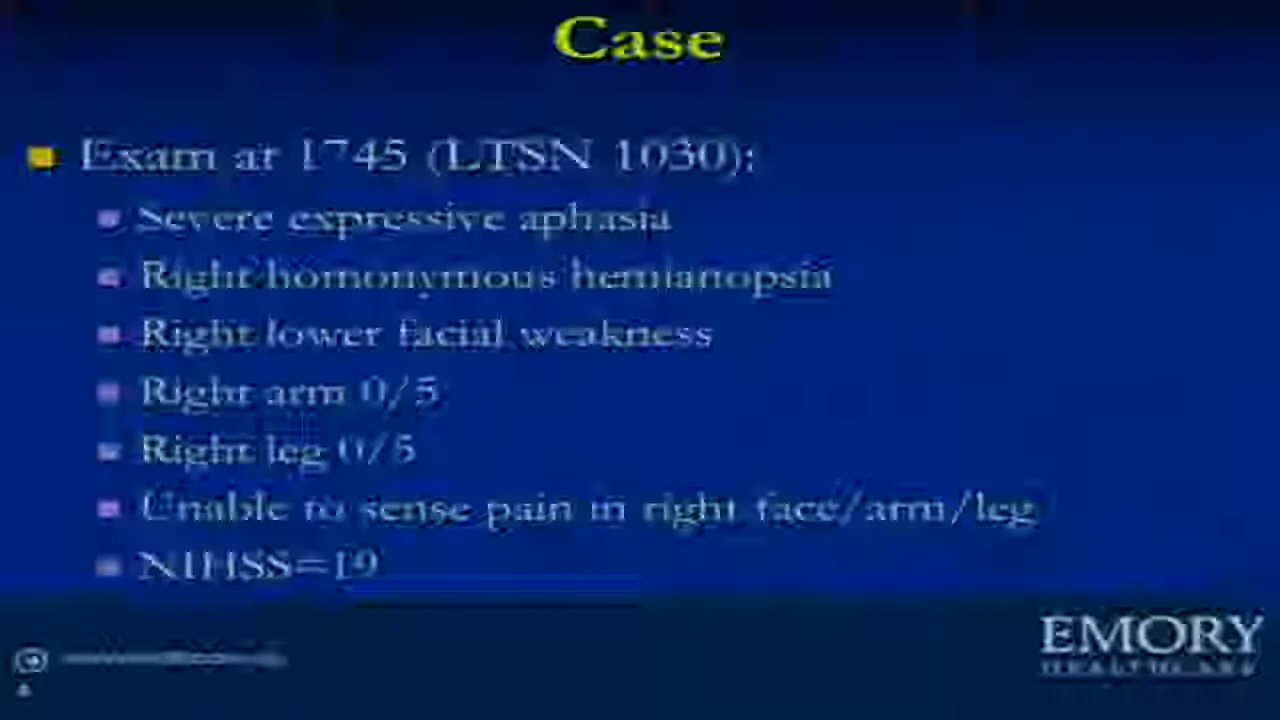 Case
Exam at 1745 (LTSN 1030):
Severe expressive aphasia
Right homonymous hemianopsia
Right lower facial weakness
Right arm 0/5
Right leg 0/5
Unable to sense pain in right face/arm/leg
NIHSS=19
EMORY
HEALTHCARE